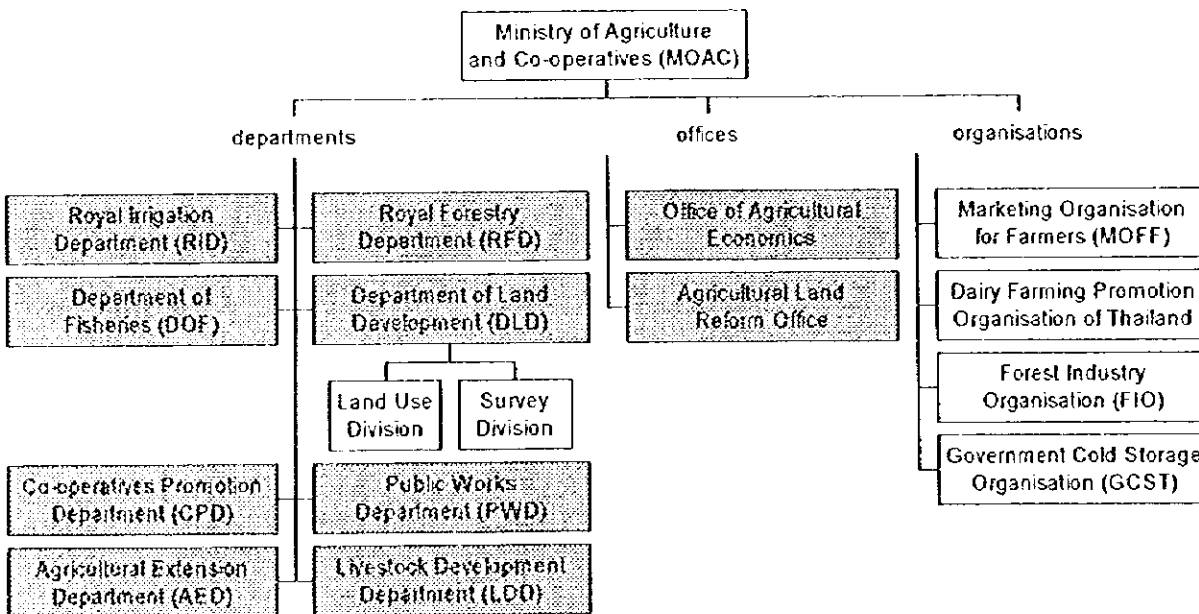 Ministry of Agriculture
and Co-operatives (MOAC)
departments
offices
organisations
Royal Irrigation
Department (RID)
Royal Forestry
Department (RFD)
Office of Agricultural
Economics
Marketing Organisation
for Farmers (MOFF)
Department of
Fisheries (DOF)
Department of Land
Development (DLD)
Agricultural Land
Reform Office
Dairy Farming Promotion
Organisation of Thailand
Land Use
Division
Survey
Division
Forest Industry
Organisation (FIO)
Co-operatives Promotion
Department (CPD)
Public Works
Department (PWD)
Government Cold Storage
Organisation (GCST)
Agricultural Extension
Department (AED)
Livestock Development
Department (LDD)